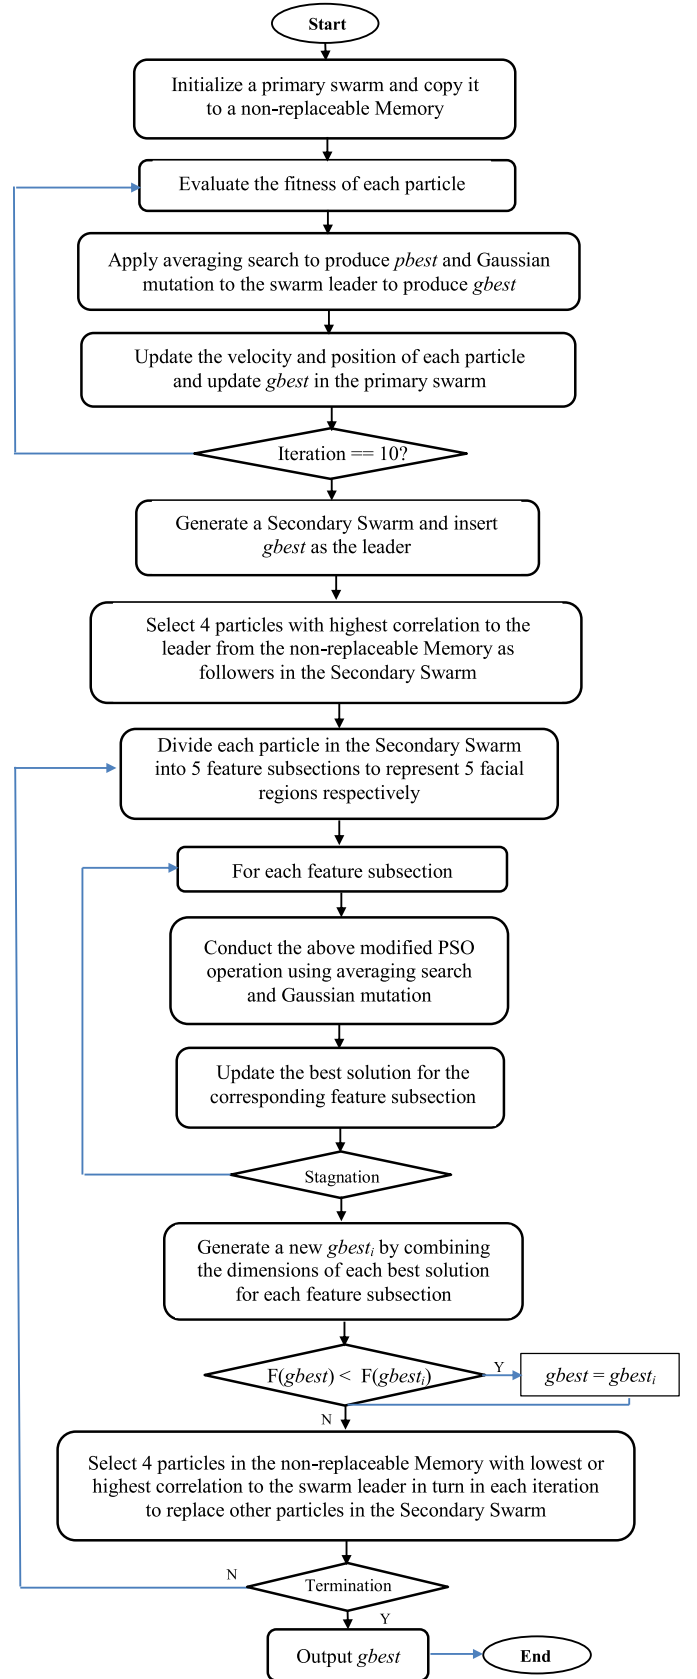 Start
Initialize a primary swarm and copy it
to a non-replaceable Memory
Evaluate the fitness of each particle
Apply averaging search to produce pbest and Gaussian
mutation to the swarm leader to produce gbest
Update the velocity and position of each particle
and update gbest in the primary swarm
Iteration == 10?
Generate a Secondary Swarm and insert
gbest as the leader
Select 4 particles with highest correlation to the
leader from the non-replaceable Memory as
followers in the Secondary Swarm
Divide each particle in the Secondary Swarm
into 5 feature subsections to represent 5 facial
regions respectively
For each feature subsection
Conduct the above modified PSO
operation using averaging search
and Gaussian mutation
Update the best solution for the
corresponding feature subsection
Stagnation
Generate a new gbestᵢ by combining
the dimensions of each best solution
for each feature subsection
F(gbest) < F(gbestᵢ)
Y
gbest = gbestᵢ
N
Select 4 particles in the non-replaceable Memory with lowest or
highest correlation to the swarm leader in turn in each iteration
to replace other particles in the Secondary Swarm
N
Termination
Y
Output gbest
End